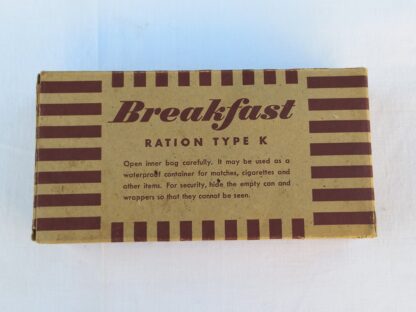 Breakfast
RATION TYPE K
Open inner bag carefully. It may be used as a
waterproof container for matches, cigarettes and
other items. For security, hide the empty can and
wrappers so that they cannot be seen.